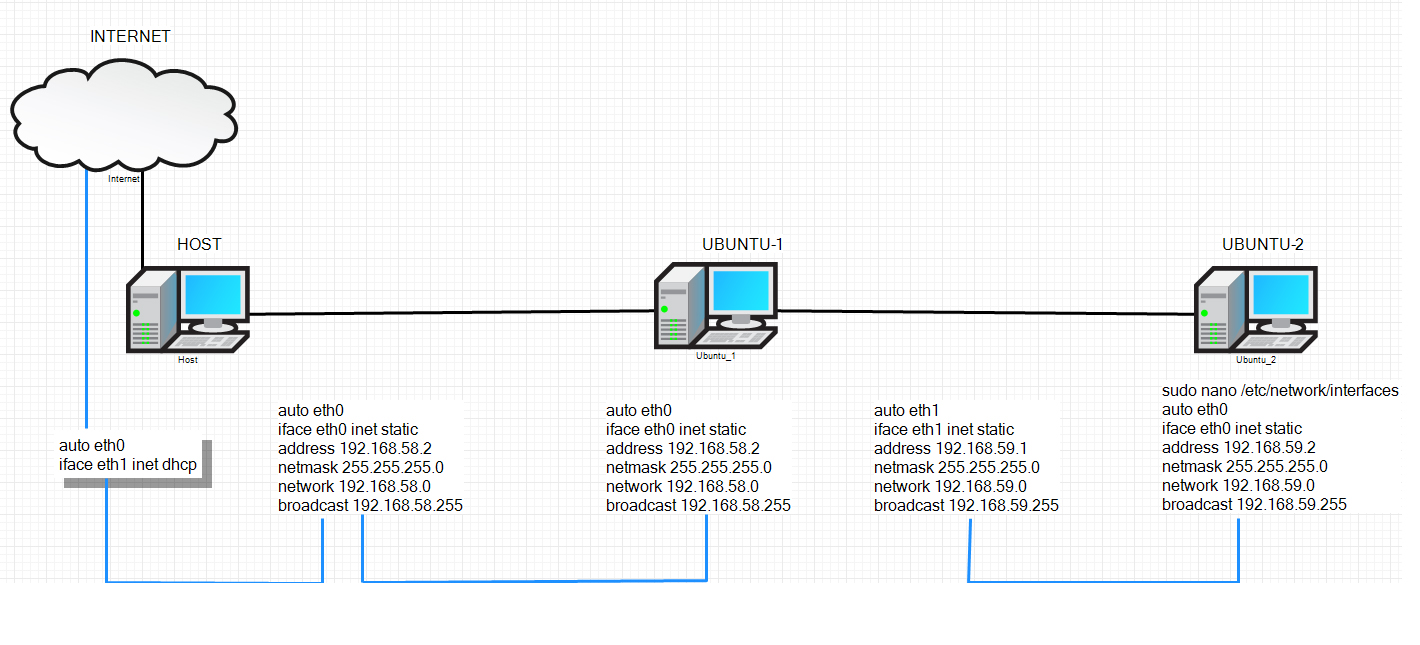 INTERNET
Internet
HOST
UBUNTU-1
UBUNTU-2
Host
Ubuntu_1
Ubuntu_2
auto eth0
iface eth1 inet dhcp
auto eth0
iface eth0 inet static
address 192.168.58.2
netmask 255.255.255.0
network 192.168.58.0
broadcast 192.168.58.255
auto eth0
iface eth0 inet static
address 192.168.58.2
netmask 255.255.255.0
network 192.168.58.0
broadcast 192.168.58.255
auto eth1
iface eth1 inet static
address 192.168.59.1
netmask 255.255.255.0
network 192.168.59.0
broadcast 192.168.59.255
sudo nano /etc/network/interfaces
auto eth0
iface eth0 inet static
address 192.168.59.2
netmask 255.255.255.0
network 192.168.59.0
broadcast 192.168.59.255